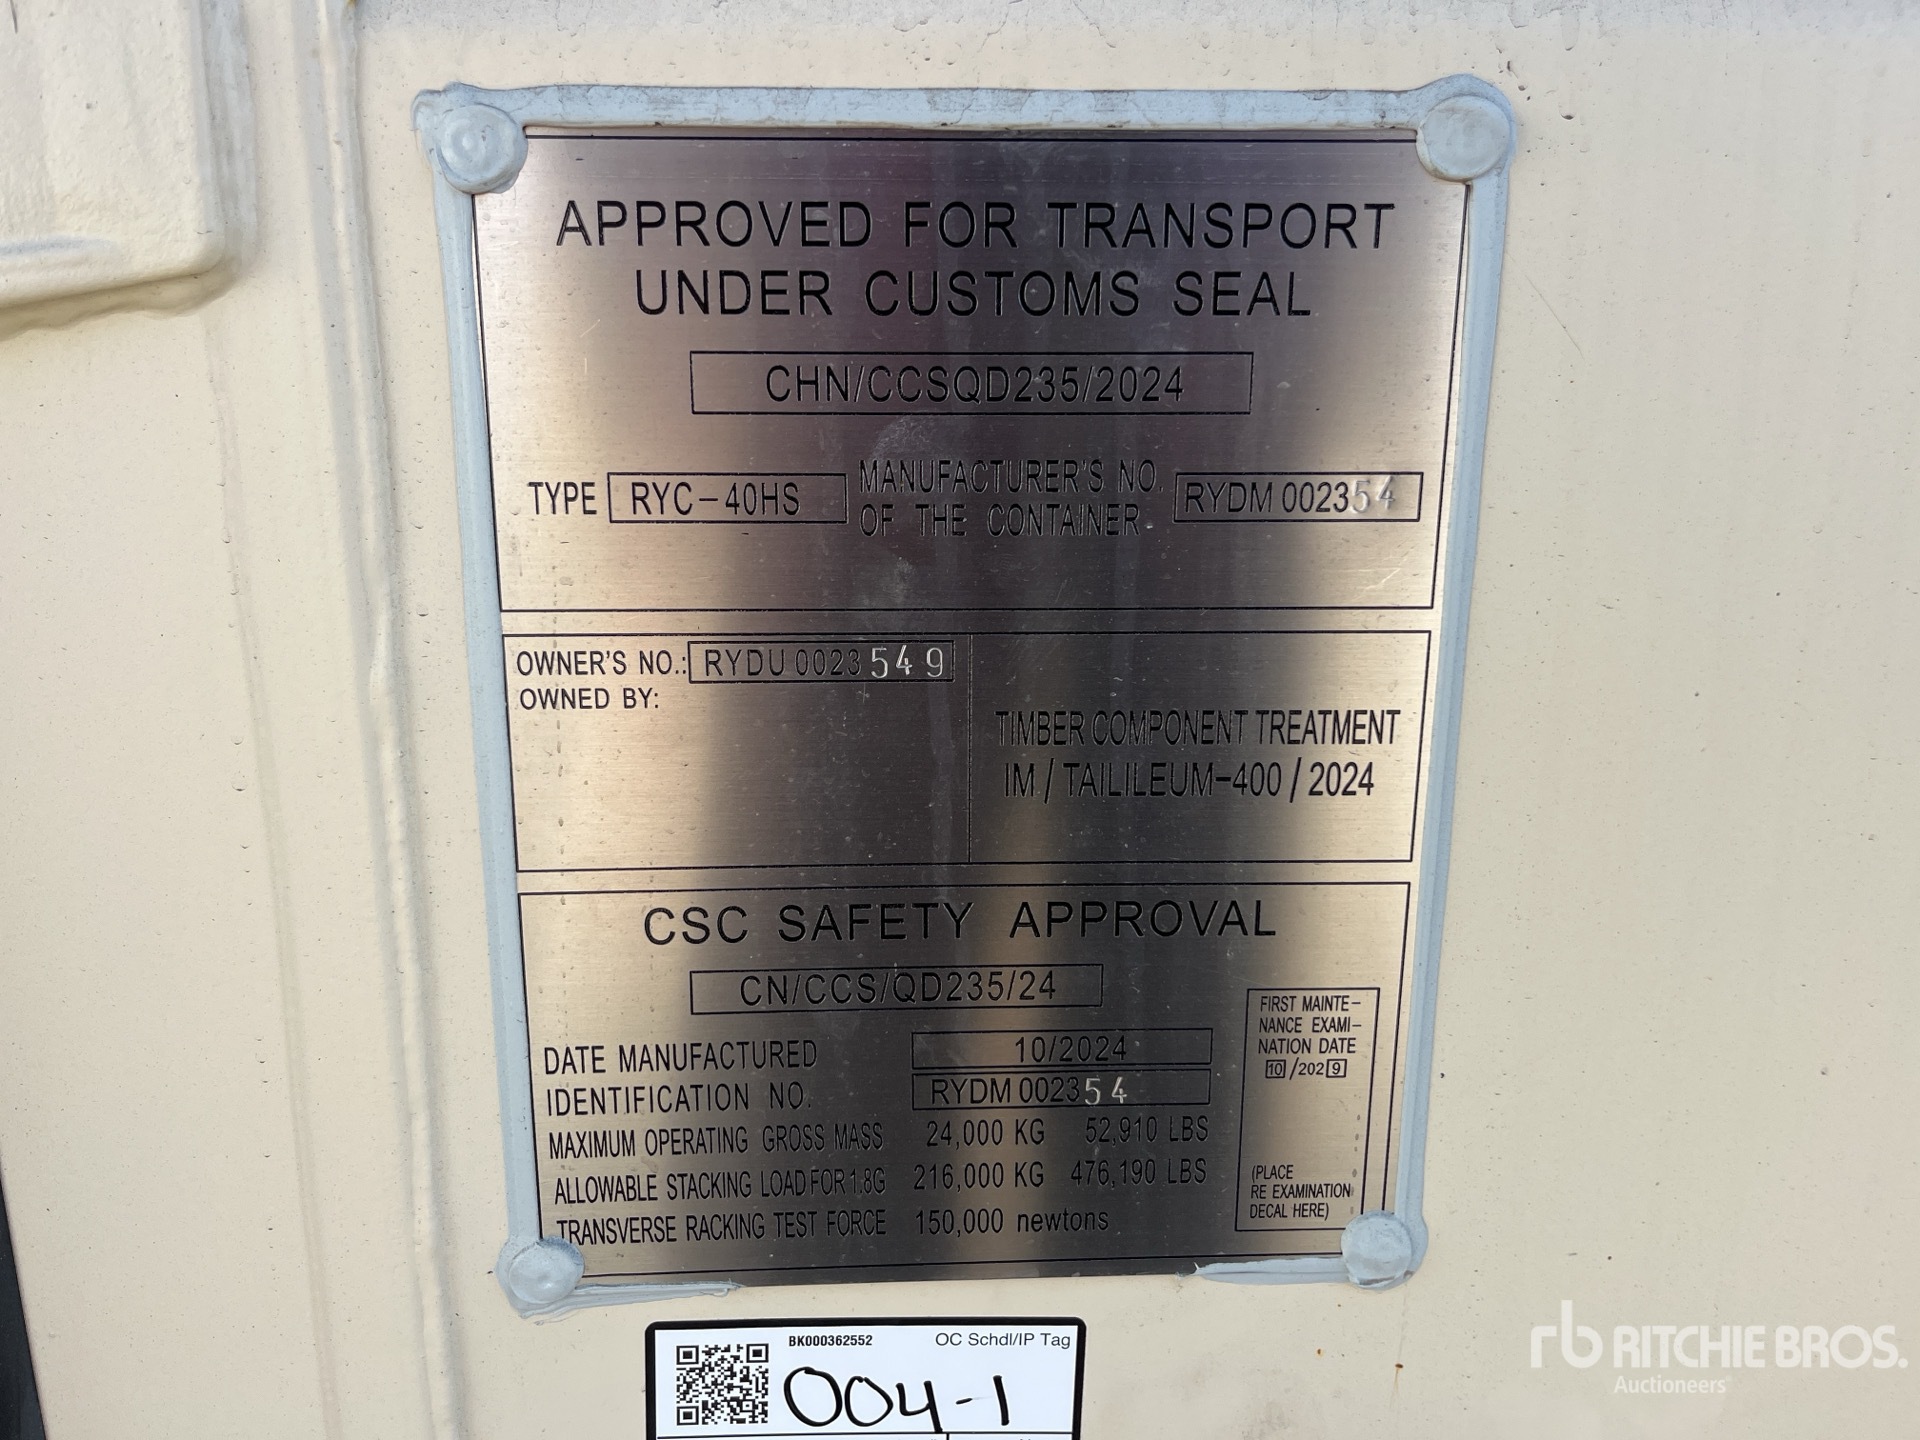 APPROVED FOR TRANSPORT
UNDER CUSTOMS SEAL
CHN/CCSQD235/2024
TYPE RYC-40HS MANUFACTURER'S NO. OF THE CONTAINER RYDM 002354
OWNER'S NO.: RYDU 0023549
OWNED BY:
TIMBER COMPONENT TREATMENT
IM / TAILILEUM-400 / 2024
CSC SAFETY APPROVAL
CN/CCS/QD235/24
DATE MANUFACTURED 10/2024
IDENTIFICATION NO. RYDM 002354
MAXIMUM OPERATING GROSS MASS 24,000 KG 52,910 LBS
ALLOWABLE STACKING LOAD FOR 1.8G 216,000 KG 476,190 LBS
TRANSVERSE RACKING TEST FORCE 150,000 newtons
FIRST MAINTE-
NANCE EXAMI-
NATION DATE
10/2029
(PLACE
RE EXAMINATION
DECAL HERE)
BK000362552 OC Schdl/IP Tag
004-1
rb RITCHIE BROS.
Auctioneers